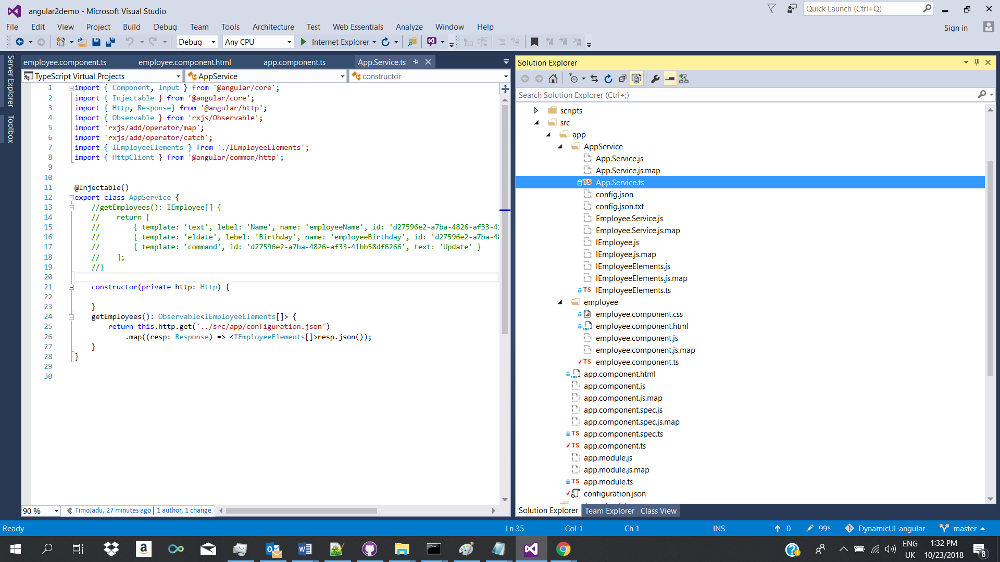 angular2demo - Microsoft Visual Studio
Quick Launch (Ctrl+Q)
File Edit View Project Build Debug Team Tools Architecture Test Web Essentials Analyze Window Help
Sign in
Debug Any CPU Internet Explorer
Server Explorer
Toolbox
employee.component.ts employee.component.html app.component.ts App.Service.ts
TypeScript Virtual Projects AppService constructor
1 import { Component, Input } from '@angular/core';
2 import { Injectable } from '@angular/core';
3 import { Http, Response} from '@angular/http';
4 import { Observable } from 'rxjs/Observable';
5 import 'rxjs/add/operator/map';
6 import 'rxjs/add/operator/catch';
7 import { IEmployeeElements } from './IEmployeeElements';
8 import { HttpClient } from '@angular/common/http';
9
10
11 @Injectable()
12 export class AppService {
13 //getEmployees(): IEmployee[] {
14 // return [
15 // { template: 'text', lebel: 'Name', name: 'employeeName', id: 'd27596e2-a7ba-4826-af33-41
16 // { template: 'eldate', lebel: 'Birthday', name: 'employeeBirthday', id: 'd27596e2-a7ba-48
17 // { template: 'command', id: 'd27596e2-a7ba-4826-af33-41bb58df6266', text: 'Update' }
18 // ];
19 //}
20
21 constructor(private http: Http) {
22
23 }
24 getEmployees(): Observable<IEmployeeElements[]> {
25 return this.http.get('../src/app/configuration.json')
26 .map((resp: Response) => <IEmployeeElements[]>resp.json());
27 }
28 }
29
30
90 % TimoJadu, 27 minutes ago | 1 author, 1 change
Solution Explorer
Search Solution Explorer (Ctrl+;)
scripts
src
app
AppService
App.Service.js
App.Service.js.map
TS App.Service.ts
config.json
config.json.txt
Employee.Service.js
Employee.Service.js.map
IEmployee.js
IEmployee.js.map
IEmployeeElements.js
IEmployeeElements.js.map
TS IEmployeeElements.ts
employee
employee.component.css
employee.component.html
employee.component.js
employee.component.js.map
TS employee.component.ts
app.component.html
app.component.js
app.component.js.map
app.component.spec.js
app.component.spec.js.map
TS app.component.spec.ts
TS app.component.ts
app.module.js
app.module.js.map
TS app.module.ts
configuration.json
Solution Explorer Team Explorer Class View
Ready Ln 35 Col 1 Ch 1 INS 0 99* DynamicUI-angular master
ENG
UK
1:32 PM
10/23/2018
8